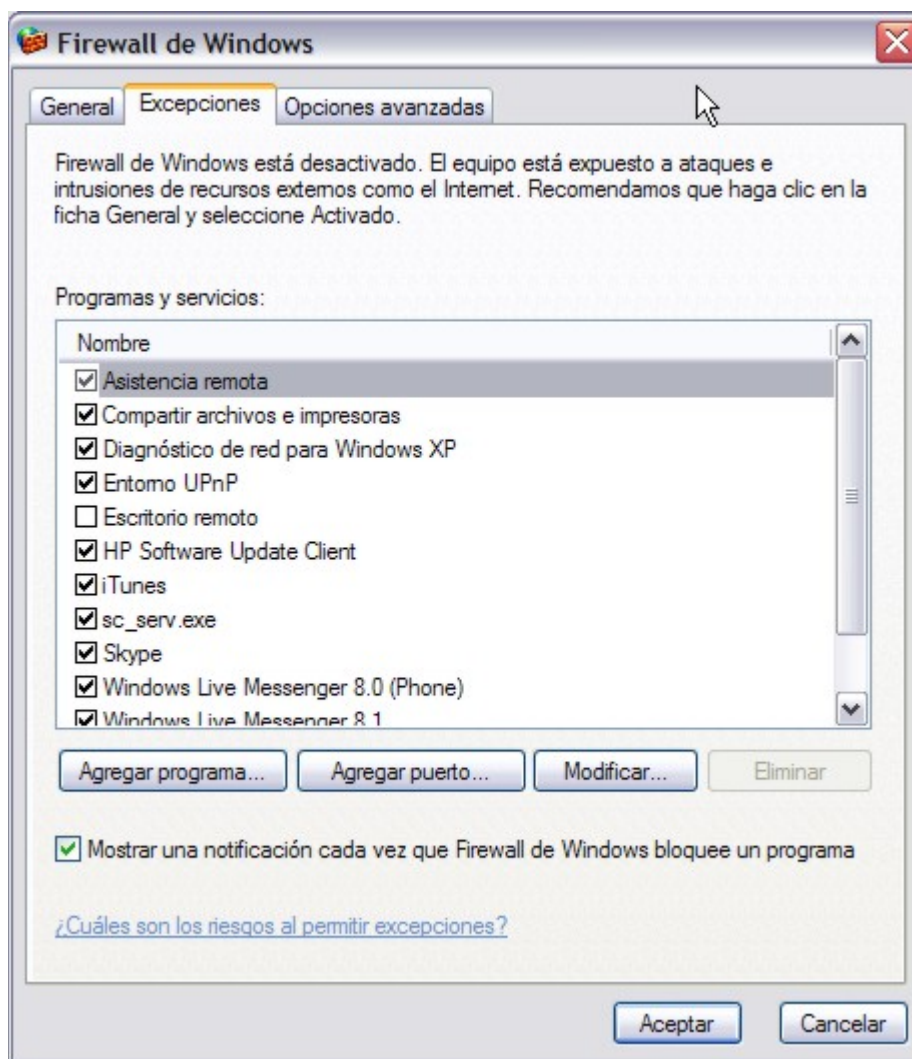 Firewall de Windows
General
Excepciones
Opciones avanzadas
Firewall de Windows está desactivado. El equipo está expuesto a ataques e
intrusiones de recursos externos como el Internet. Recomendamos que haga clic en la
ficha General y seleccione Activado.
Programas y servicios:
Nombre
Asistencia remota
Compartir archivos e impresoras
Diagnóstico de red para Windows XP
Entorno UPnP
Escritorio remoto
HP Software Update Client
iTunes
sc_serv.exe
Skype
Windows Live Messenger 8.0 (Phone)
Windows Live Messenger 8.1
Agregar programa...
Agregar puerto...
Modificar...
Eliminar
Mostrar una notificación cada vez que Firewall de Windows bloquee un programa
¿Cuáles son los riesgos al permitir excepciones?
Aceptar
Cancelar